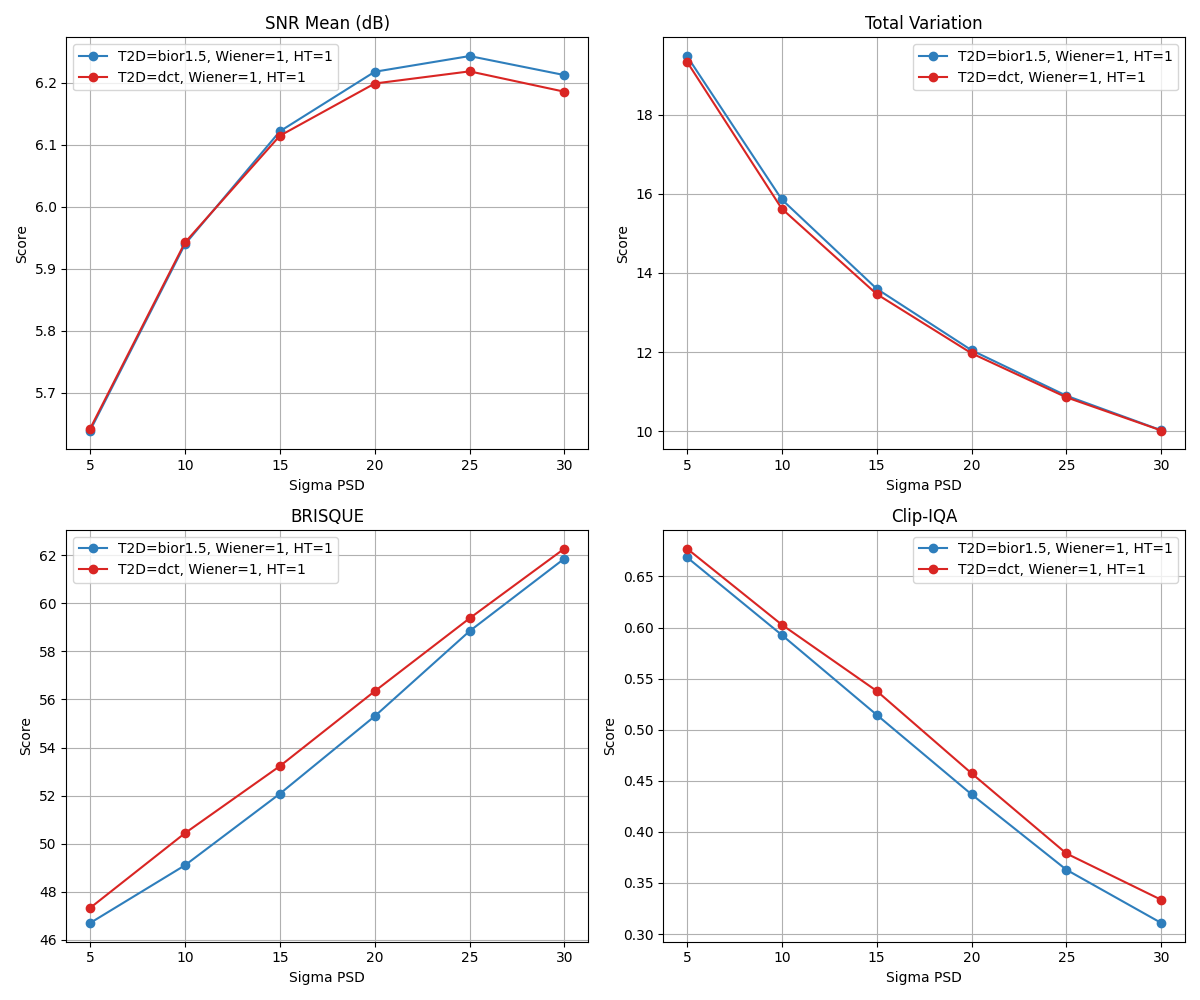 SNR Mean (dB)
T2D=bior1.5, Wiener=1, HT=1
T2D=dct, Wiener=1, HT=1
6.2
6.1
6.0
5.9
5.8
5.7
Score
5 10 15 20 25 30
Sigma PSD
Total Variation
T2D=bior1.5, Wiener=1, HT=1
T2D=dct, Wiener=1, HT=1
18
16
14
12
10
Score
5 10 15 20 25 30
Sigma PSD
BRISQUE
T2D=bior1.5, Wiener=1, HT=1
T2D=dct, Wiener=1, HT=1
62
60
58
56
54
52
50
48
46
Score
5 10 15 20 25 30
Sigma PSD
Clip-IQA
T2D=bior1.5, Wiener=1, HT=1
T2D=dct, Wiener=1, HT=1
0.65
0.60
0.55
0.50
0.45
0.40
0.35
0.30
Score
5 10 15 20 25 30
Sigma PSD